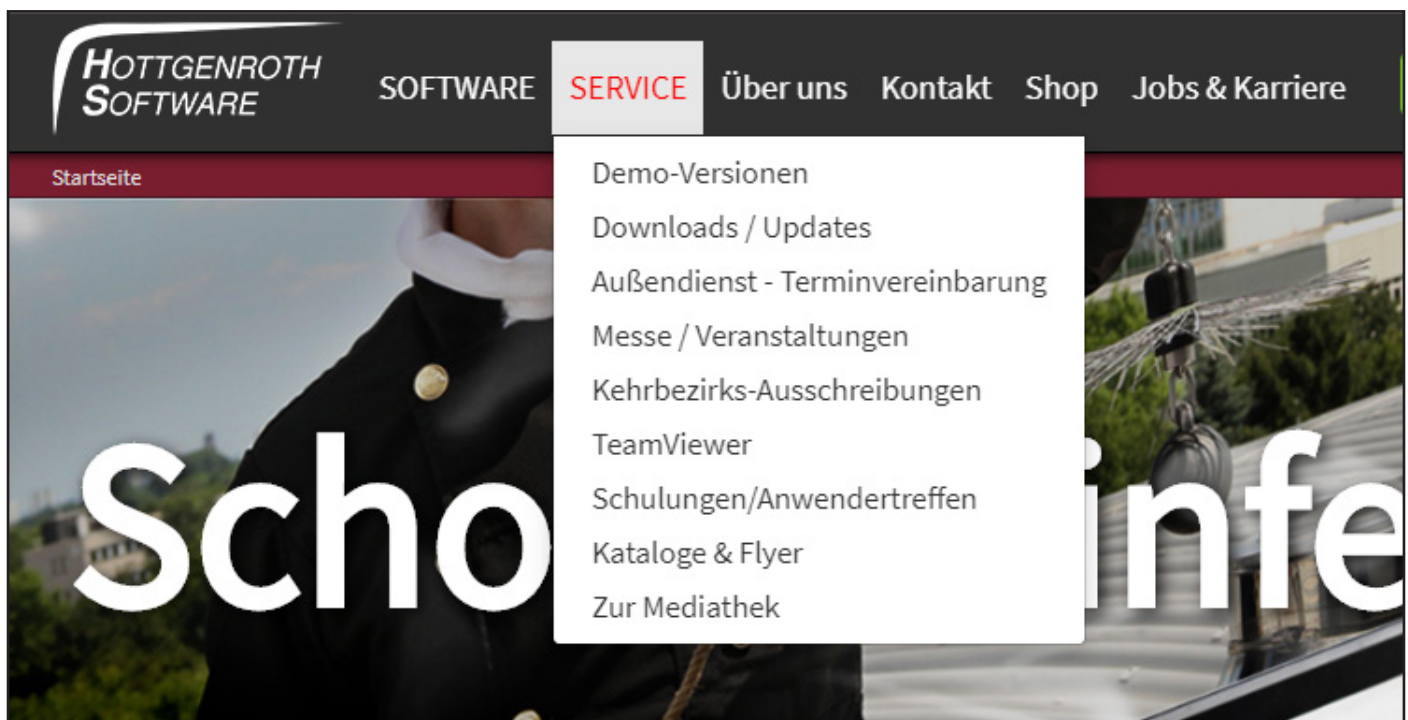 HOTTGENROTH
SOFTWARE
SOFTWARE SERVICE Über uns Kontakt Shop Jobs & Karriere
Startseite
Demo-Versionen
Downloads / Updates
Außendienst - Terminvereinbarung
Messe / Veranstaltungen
Kehrbezirks-Ausschreibungen
TeamViewer
Schulungen/Anwendertreffen
Kataloge & Flyer
Zur Mediathek